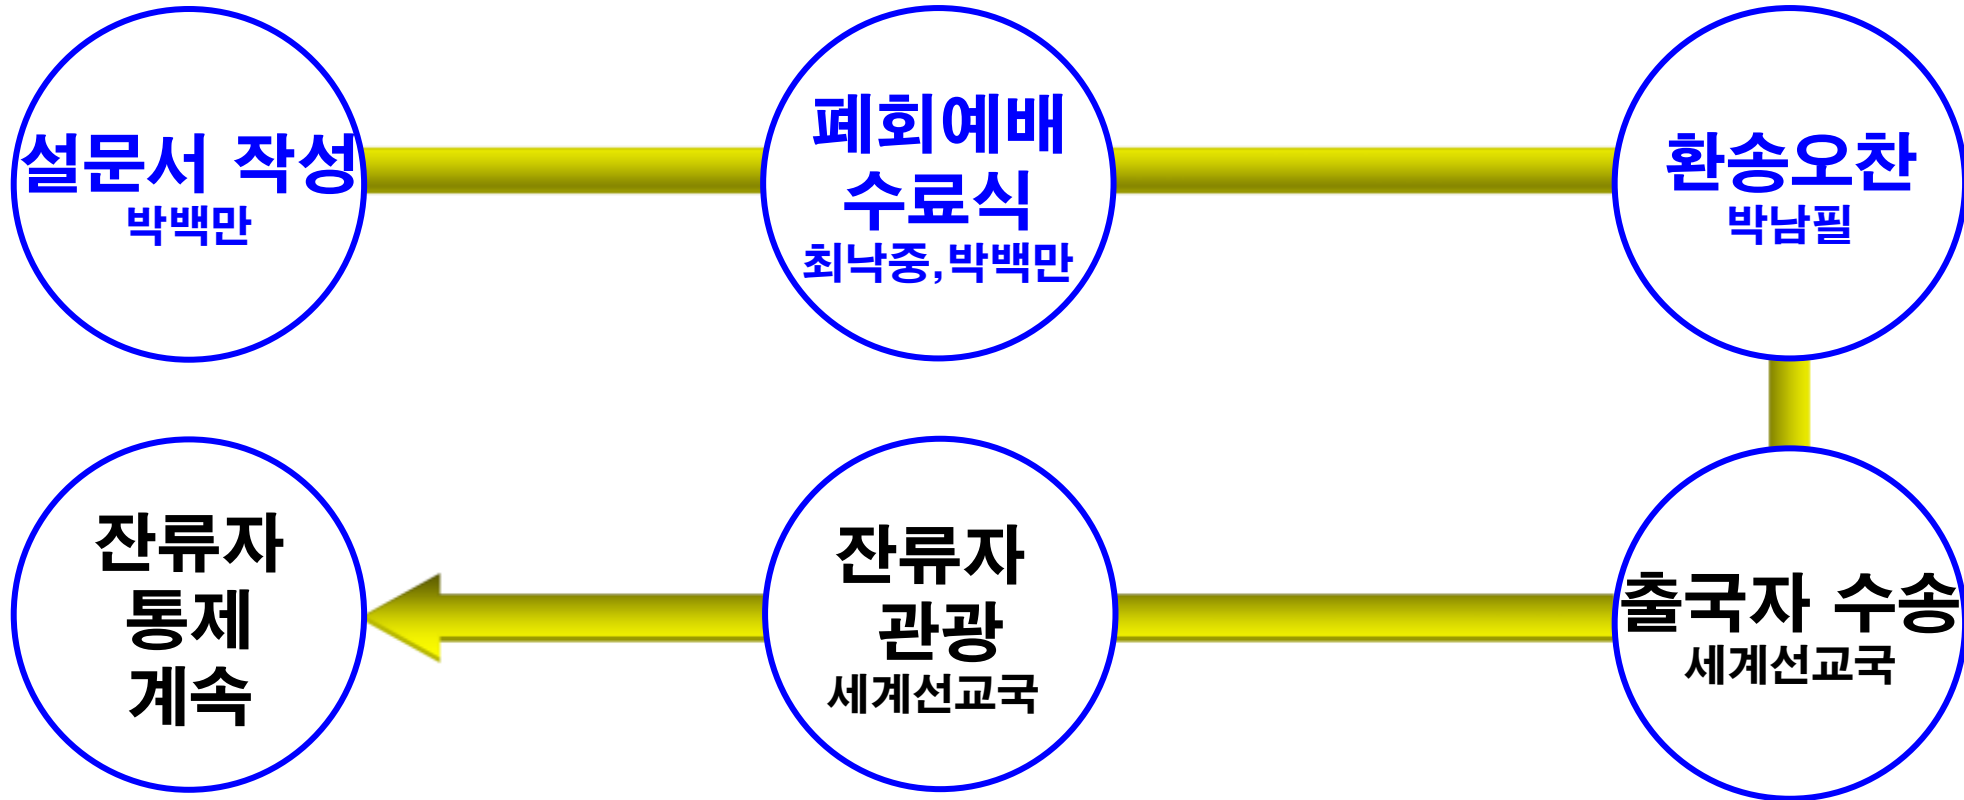 설문서 작성
박백만
폐회예배
수료식
최낙중,박백만
환송오찬
박남필
잔류자
통제
계속
잔류자
관광
세계선교국
출국자 수송
세계선교국